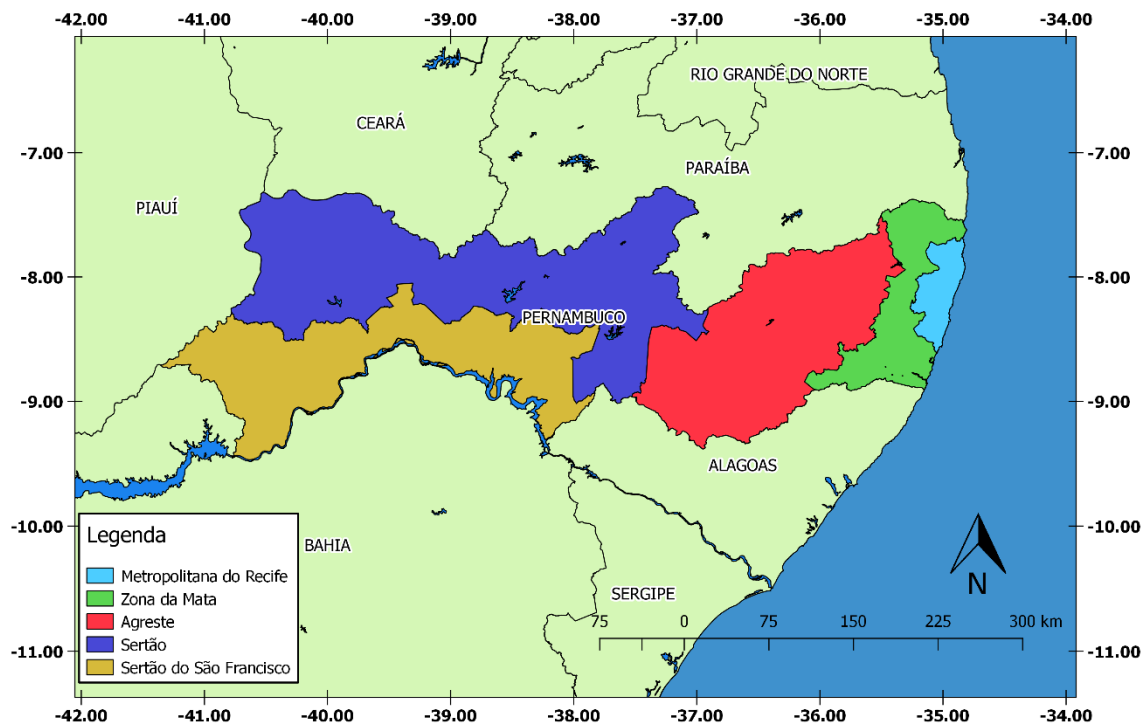 -42.00 -41.00 -40.00 -39.00 -38.00 -37.00 -36.00 -35.00 -34.00
RIO GRANDE DO NORTE
CEARÁ
-7.00 -7.00
PARAÍBA
PIAUÍ
-8.00 -8.00
PERNAMBUCO
-9.00 -9.00
ALAGOAS
-10.00 -10.00
Legenda
Metropolitana do Recife
Zona da Mata
Agreste
Sertão
Sertão do São Francisco
BAHIA
SERGIPE
N
75 0 75 150 225 300 km
-11.00 -11.00
-42.00 -41.00 -40.00 -39.00 -38.00 -37.00 -36.00 -35.00 -34.00